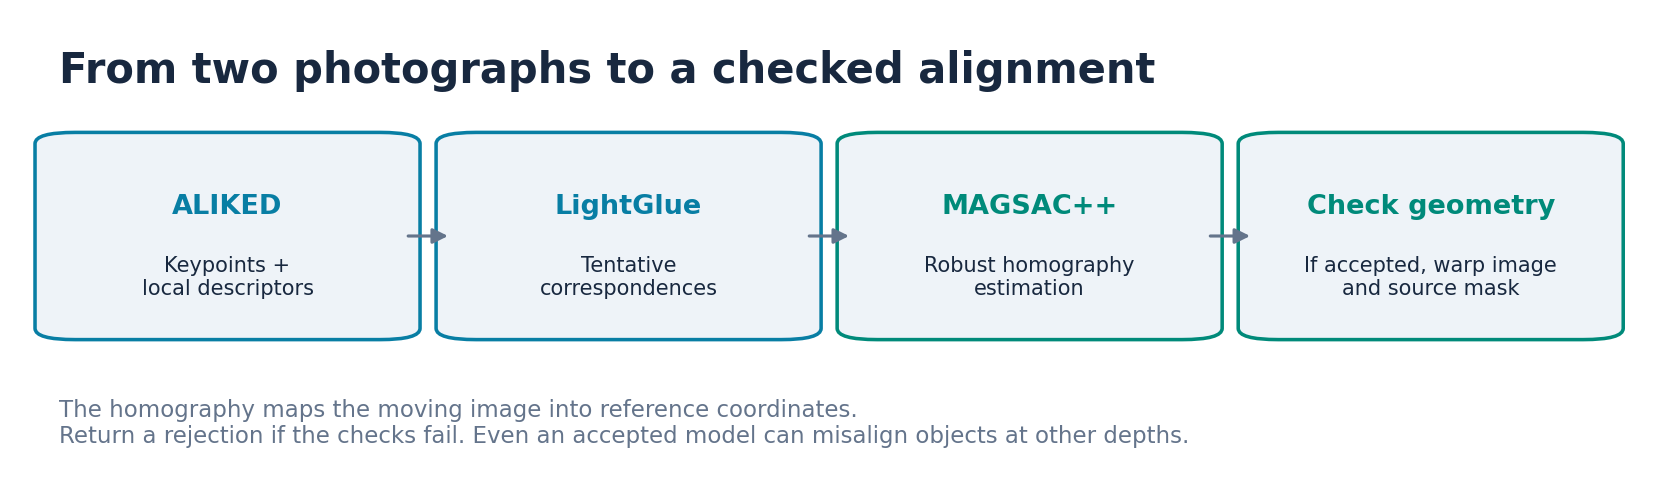 From two photographs to a checked alignment
ALIKED
Keypoints +
local descriptors
LightGlue
Tentative
correspondences
MAGSAC++
Robust homography
estimation
Check geometry
If accepted, warp image
and source mask
The homography maps the moving image into reference coordinates.
Return a rejection if the checks fail. Even an accepted model can misalign objects at other depths.